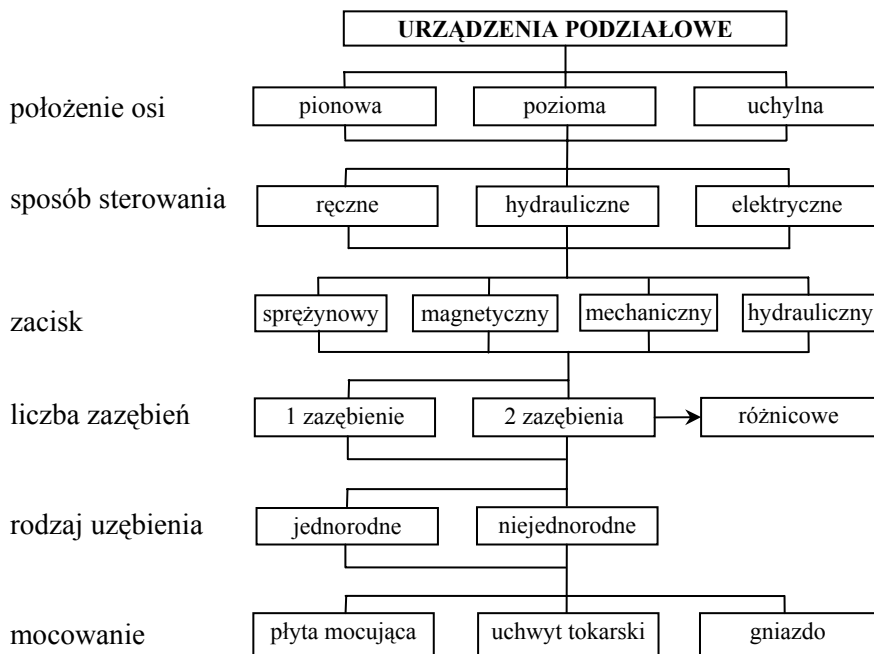 URZĄDZENIA PODZIAŁOWE
położenie osi
pionowa
pozioma
uchylna
sposób sterowania
ręczne
hydrauliczne
elektryczne
zacisk
sprężynowy
magnetyczny
mechaniczny
hydrauliczny
liczba zazębień
1 zazębienie
2 zazębienia
różnicowe
rodzaj uzębienia
jednorodne
niejednorodne
mocowanie
płyta mocująca
uchwyt tokarski
gniazdo